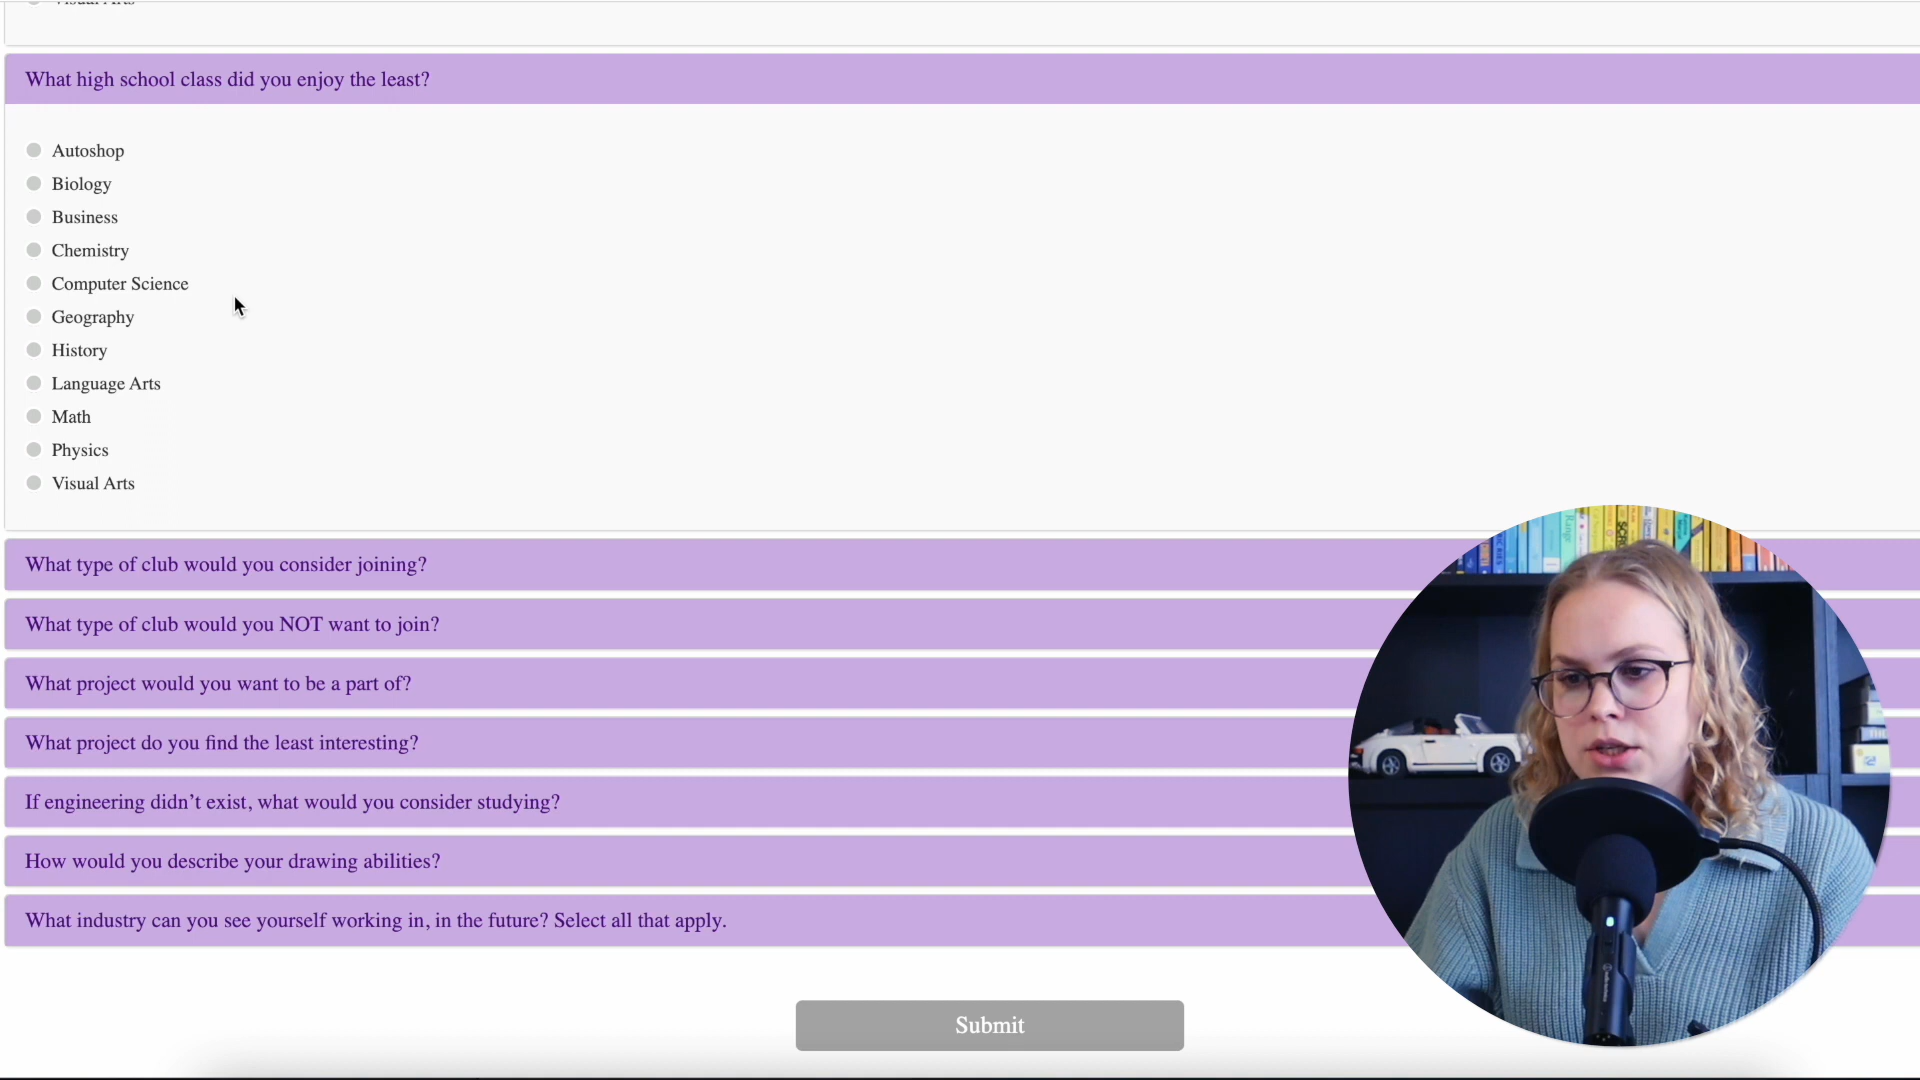 Visual Arts
What high school class did you enjoy the least?
Autoshop
Biology
Business
Chemistry
Computer Science
Geography
History
Language Arts
Math
Physics
Visual Arts
What type of club would you consider joining?
What type of club would you NOT want to join?
What project would you want to be a part of?
What project do you find the least interesting?
If engineering didn’t exist, what would you consider studying?
How would you describe your drawing abilities?
What industry can you see yourself working in, in the future? Select all that apply.
Submit
Range